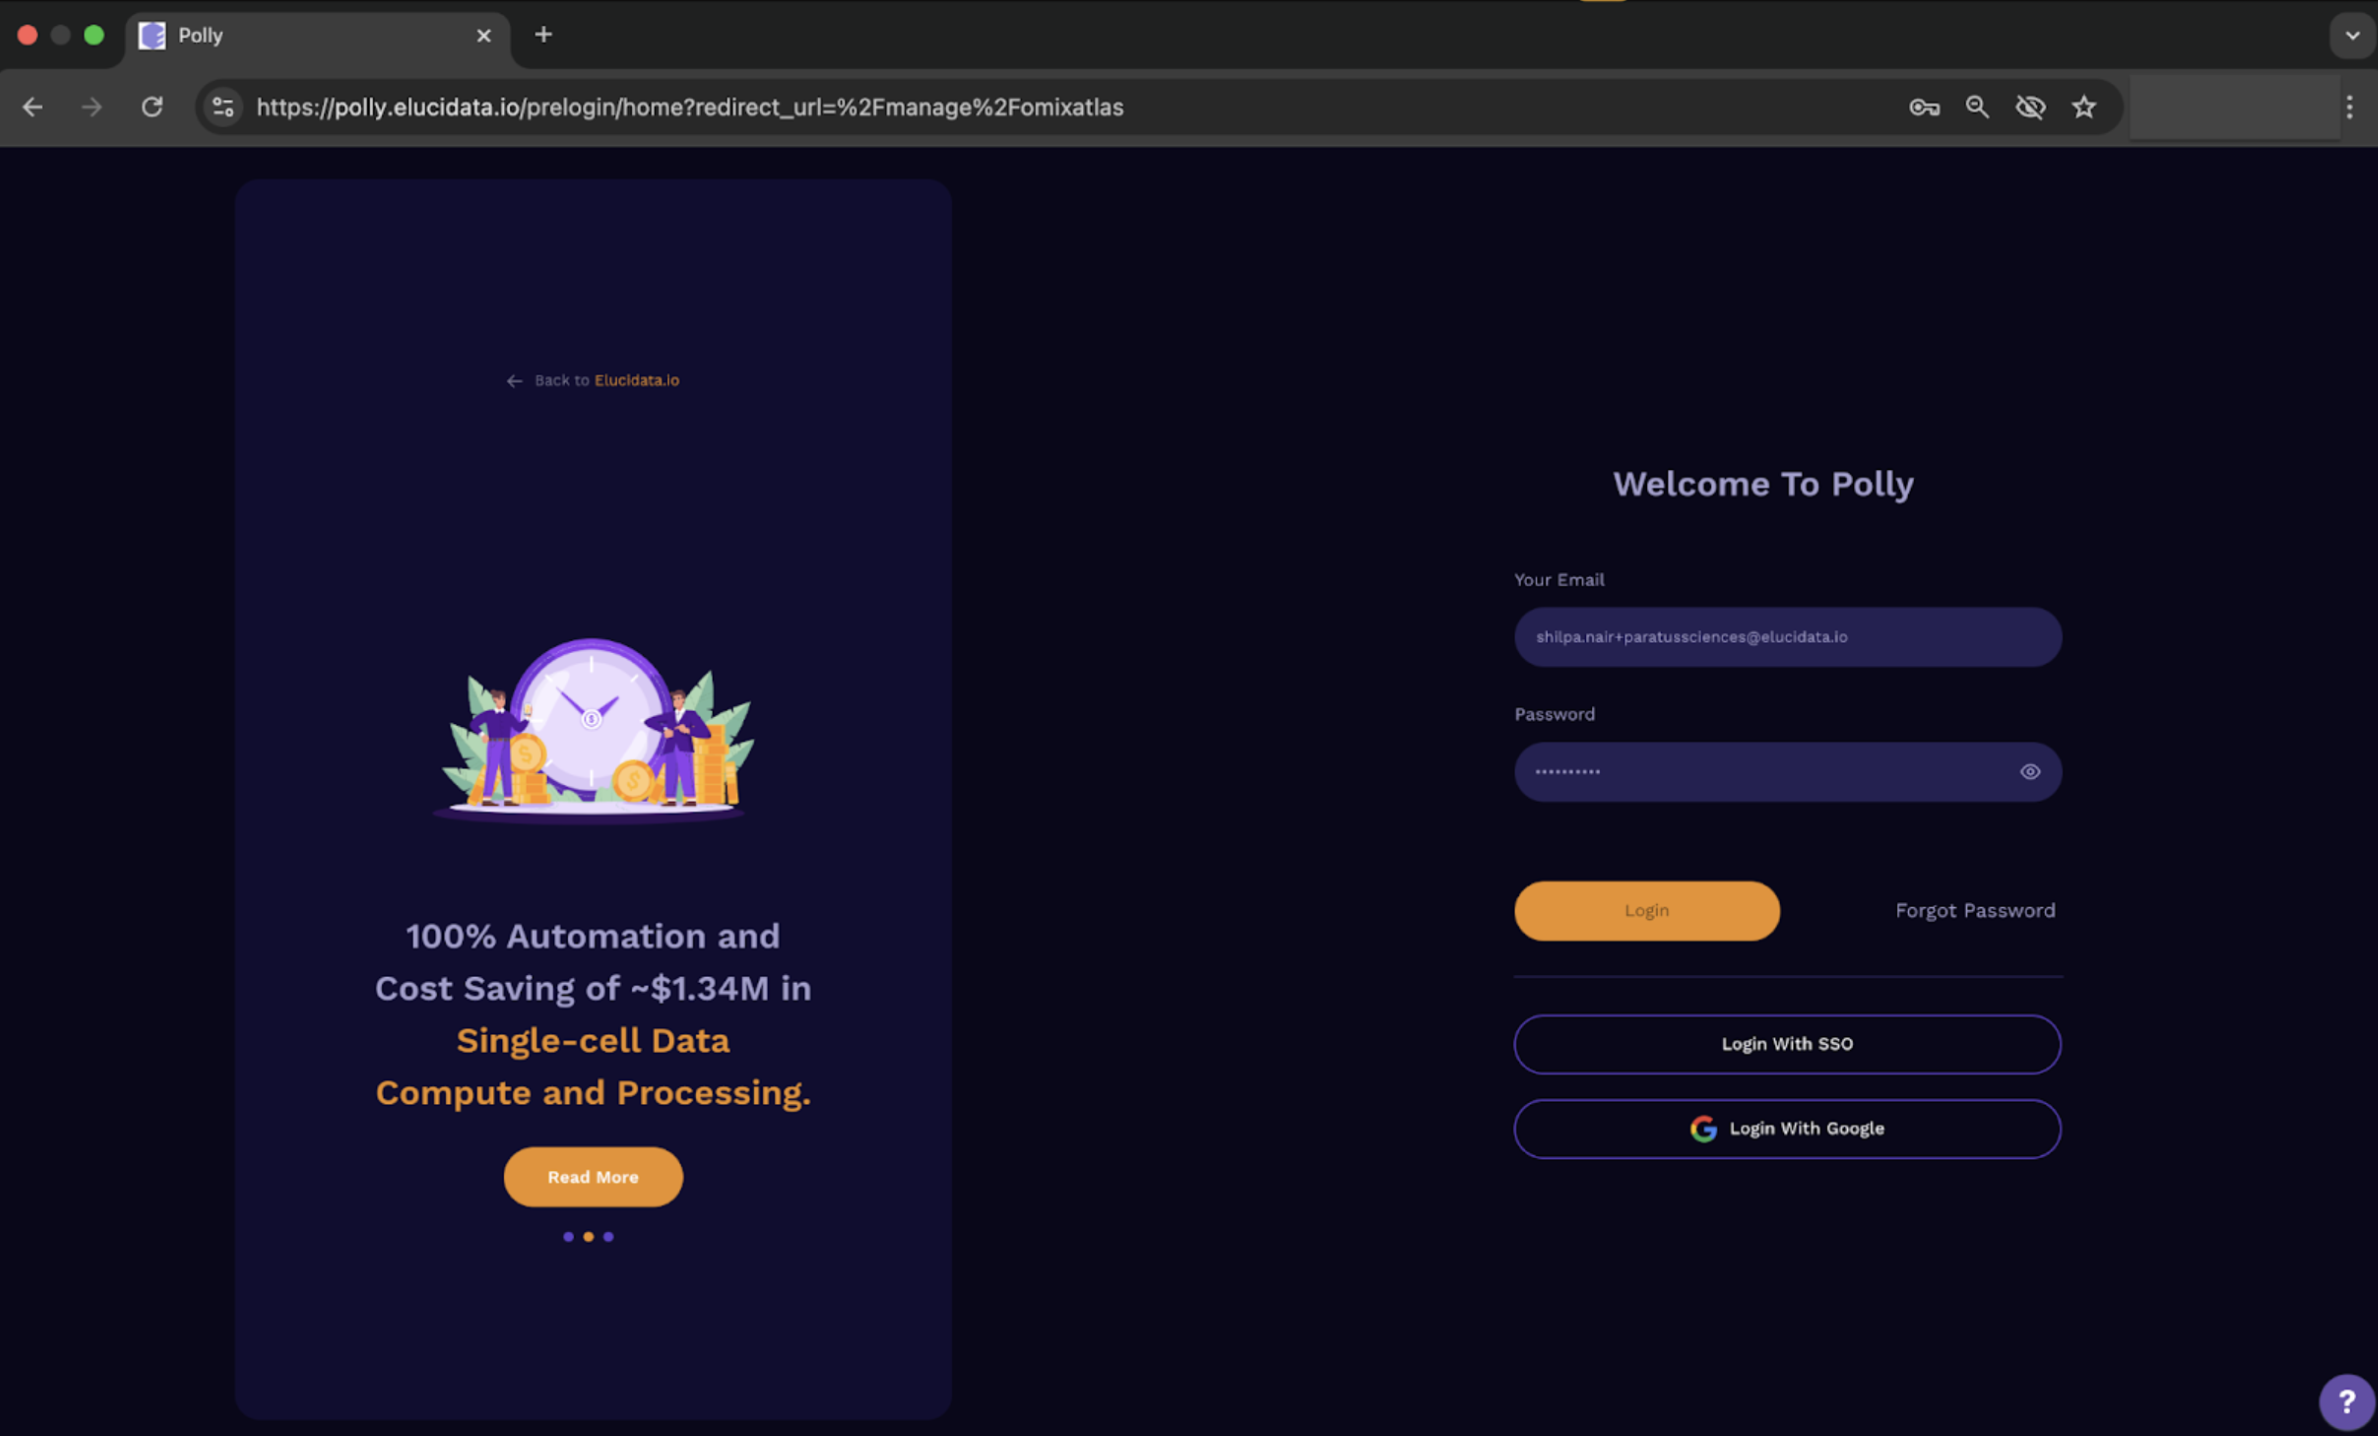 Polly
https://polly.elucidata.io/prelogin/home?redirect_url=%2Fmanage%2Fomixatlas
Back to Elucidata.io
100% Automation and
Cost Saving of ~$1.34M in
Single-cell Data
Compute and Processing.
Read More
Welcome To Polly
Your Email
shilpa.nair+paratussciences@elucidata.io
Password
••••••••••
Login
Forgot Password
Login With SSO
Login With Google
?